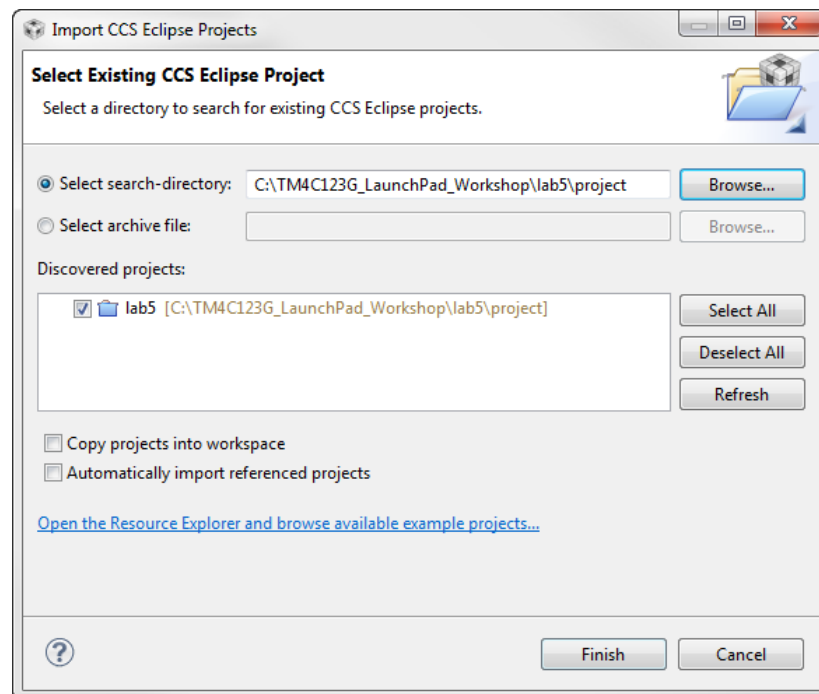 Import CCS Eclipse Projects
Select Existing CCS Eclipse Project
Select a directory to search for existing CCS Eclipse projects.
Select search-directory: C:\TM4C123G_LaunchPad_Workshop\lab5\project Browse...
Select archive file: Browse...
Discovered projects:
lab5 [C:\TM4C123G_LaunchPad_Workshop\lab5\project]
Select All
Deselect All
Refresh
Copy projects into workspace
Automatically import referenced projects
Open the Resource Explorer and browse available example projects...
? Finish Cancel